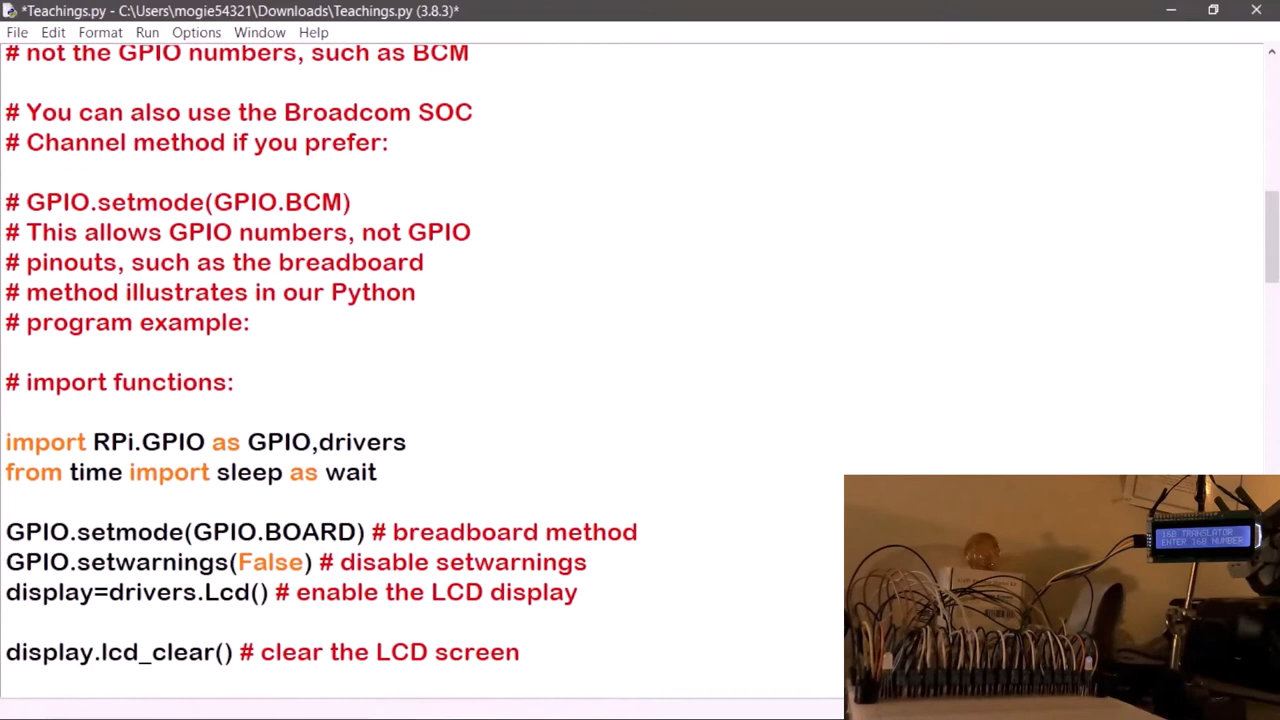 *Teachings.py - C:\Users\mogie54321\Downloads\Teachings.py (3.8.3)*
File Edit Format Run Options Window Help
# not the GPIO numbers, such as BCM
# You can also use the Broadcom SOC
# Channel method if you prefer:
# GPIO.setmode(GPIO.BCM)
# This allows GPIO numbers, not GPIO
# pinouts, such as the breadboard
# method illustrates in our Python
# program example:
# import functions:
import RPi.GPIO as GPIO,drivers
from time import sleep as wait
GPIO.setmode(GPIO.BOARD) # breadboard method
GPIO.setwarnings(False) # disable setwarnings
display=drivers.Lcd() # enable the LCD display
display.lcd_clear() # clear the LCD screen
16B TRANSLATOR
ENTER 16B NUMBER